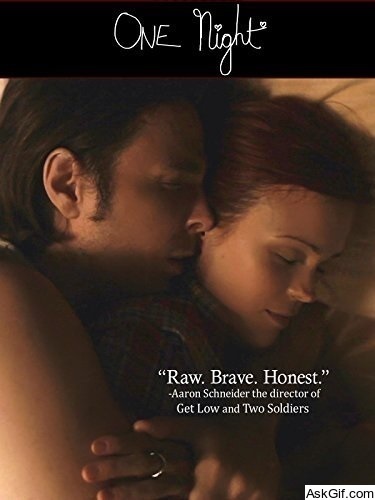 ONE Night
“Raw. Brave. Honest.”
-Aaron Schneider the director of
Get Low and Two Soldiers
AskGif.com